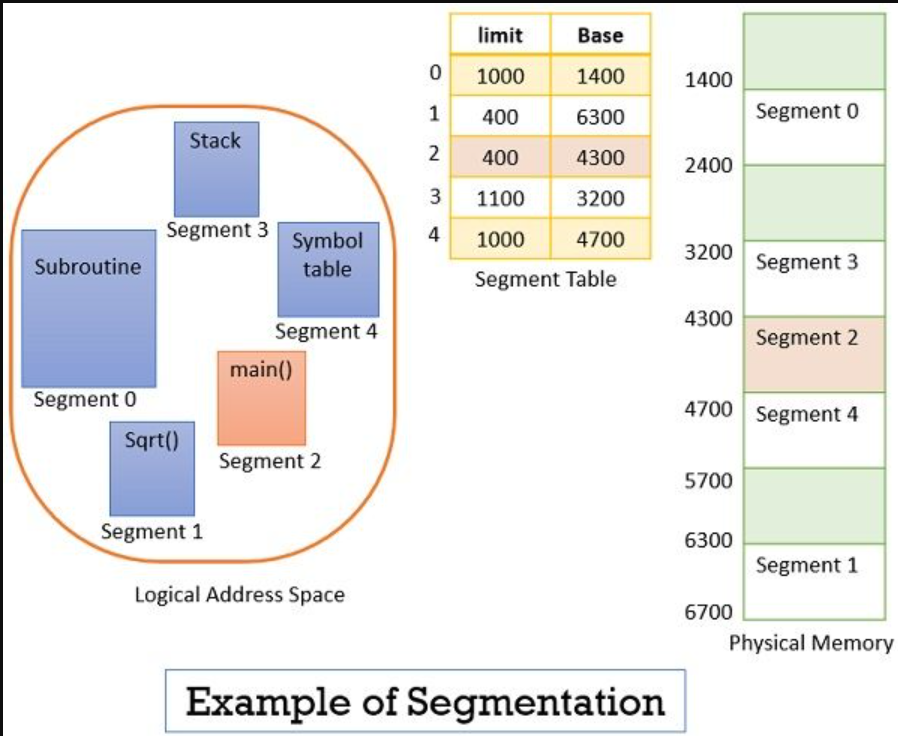 Stack
Segment 3
Subroutine
Segment 0
Symbol
table
Segment 4
main()
Segment 2
Sqrt()
Segment 1
Logical Address Space
limit Base
0 1000 1400
1 400 6300
2 400 4300
3 1100 3200
4 1000 4700
Segment Table
1400
Segment 0
2400
3200
Segment 3
4300
Segment 2
4700
Segment 4
5700
6300
Segment 1
6700
Physical Memory
Example of Segmentation